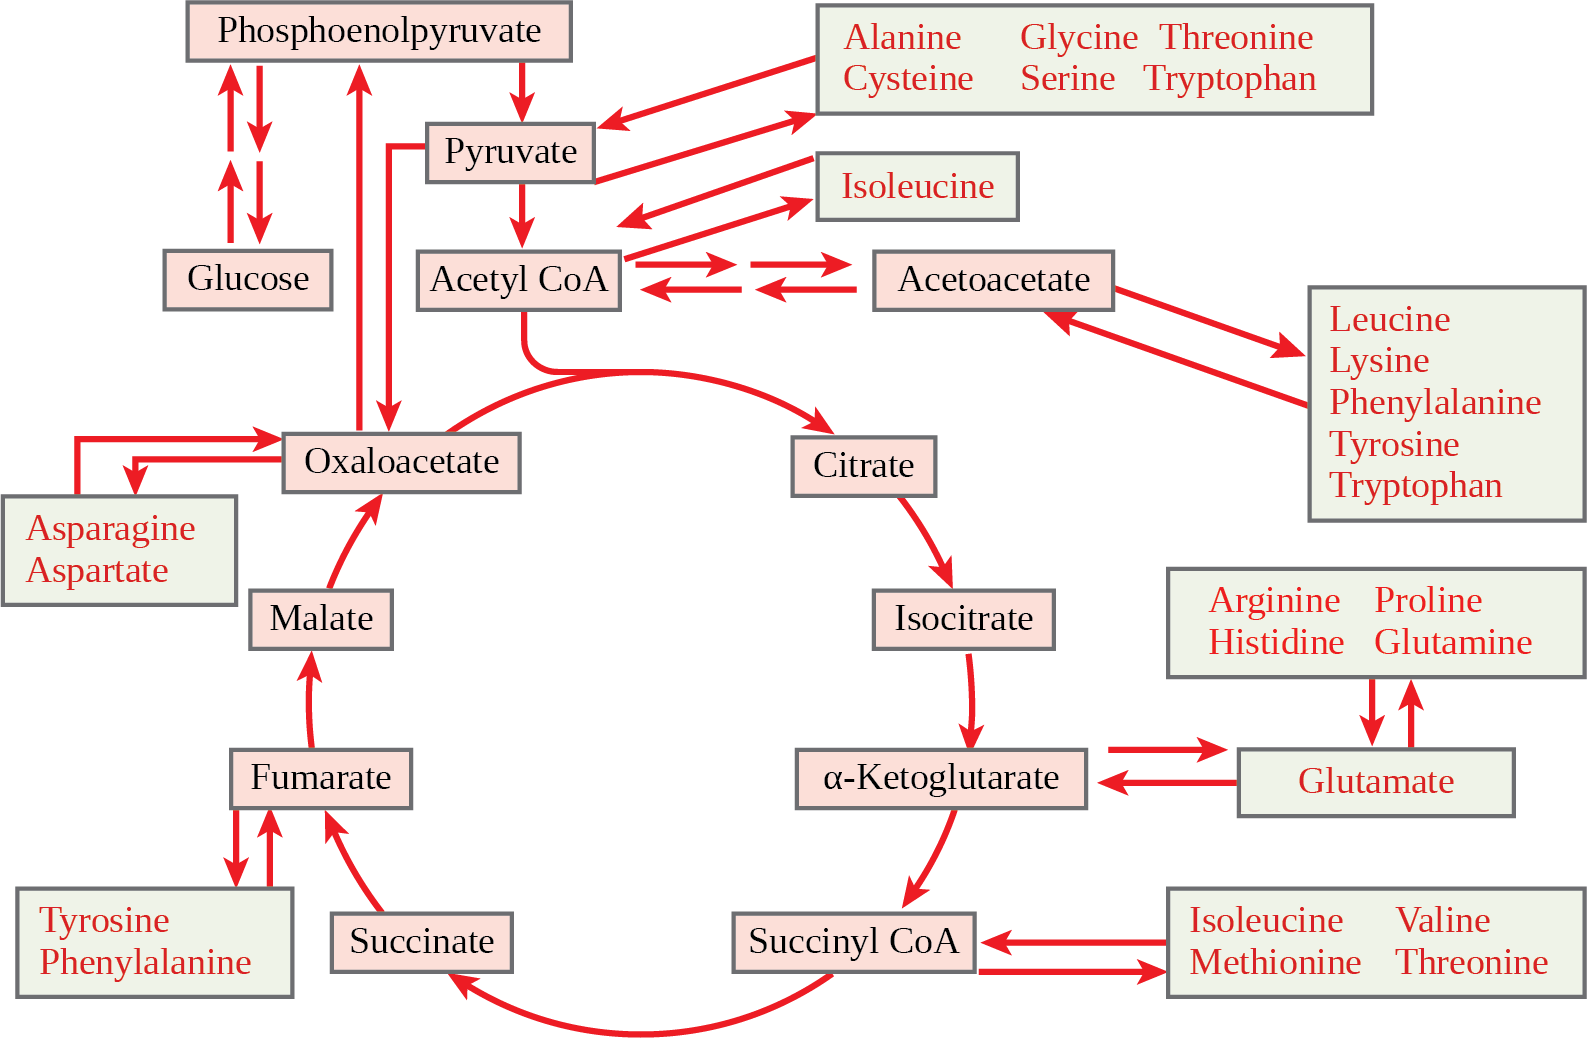 Phosphoenolpyruvate
Alanine Glycine Threonine
Cysteine Serine Tryptophan
Pyruvate
Isoleucine
Glucose
Acetyl CoA
Acetoacetate
Leucine
Lysine
Phenylalanine
Tyrosine
Tryptophan
Oxaloacetate
Citrate
Asparagine
Aspartate
Malate
Isocitrate
Arginine Proline
Histidine Glutamine
Fumarate
α-Ketoglutarate
Glutamate
Tyrosine
Phenylalanine
Succinate
Succinyl CoA
Isoleucine Valine
Methionine Threonine